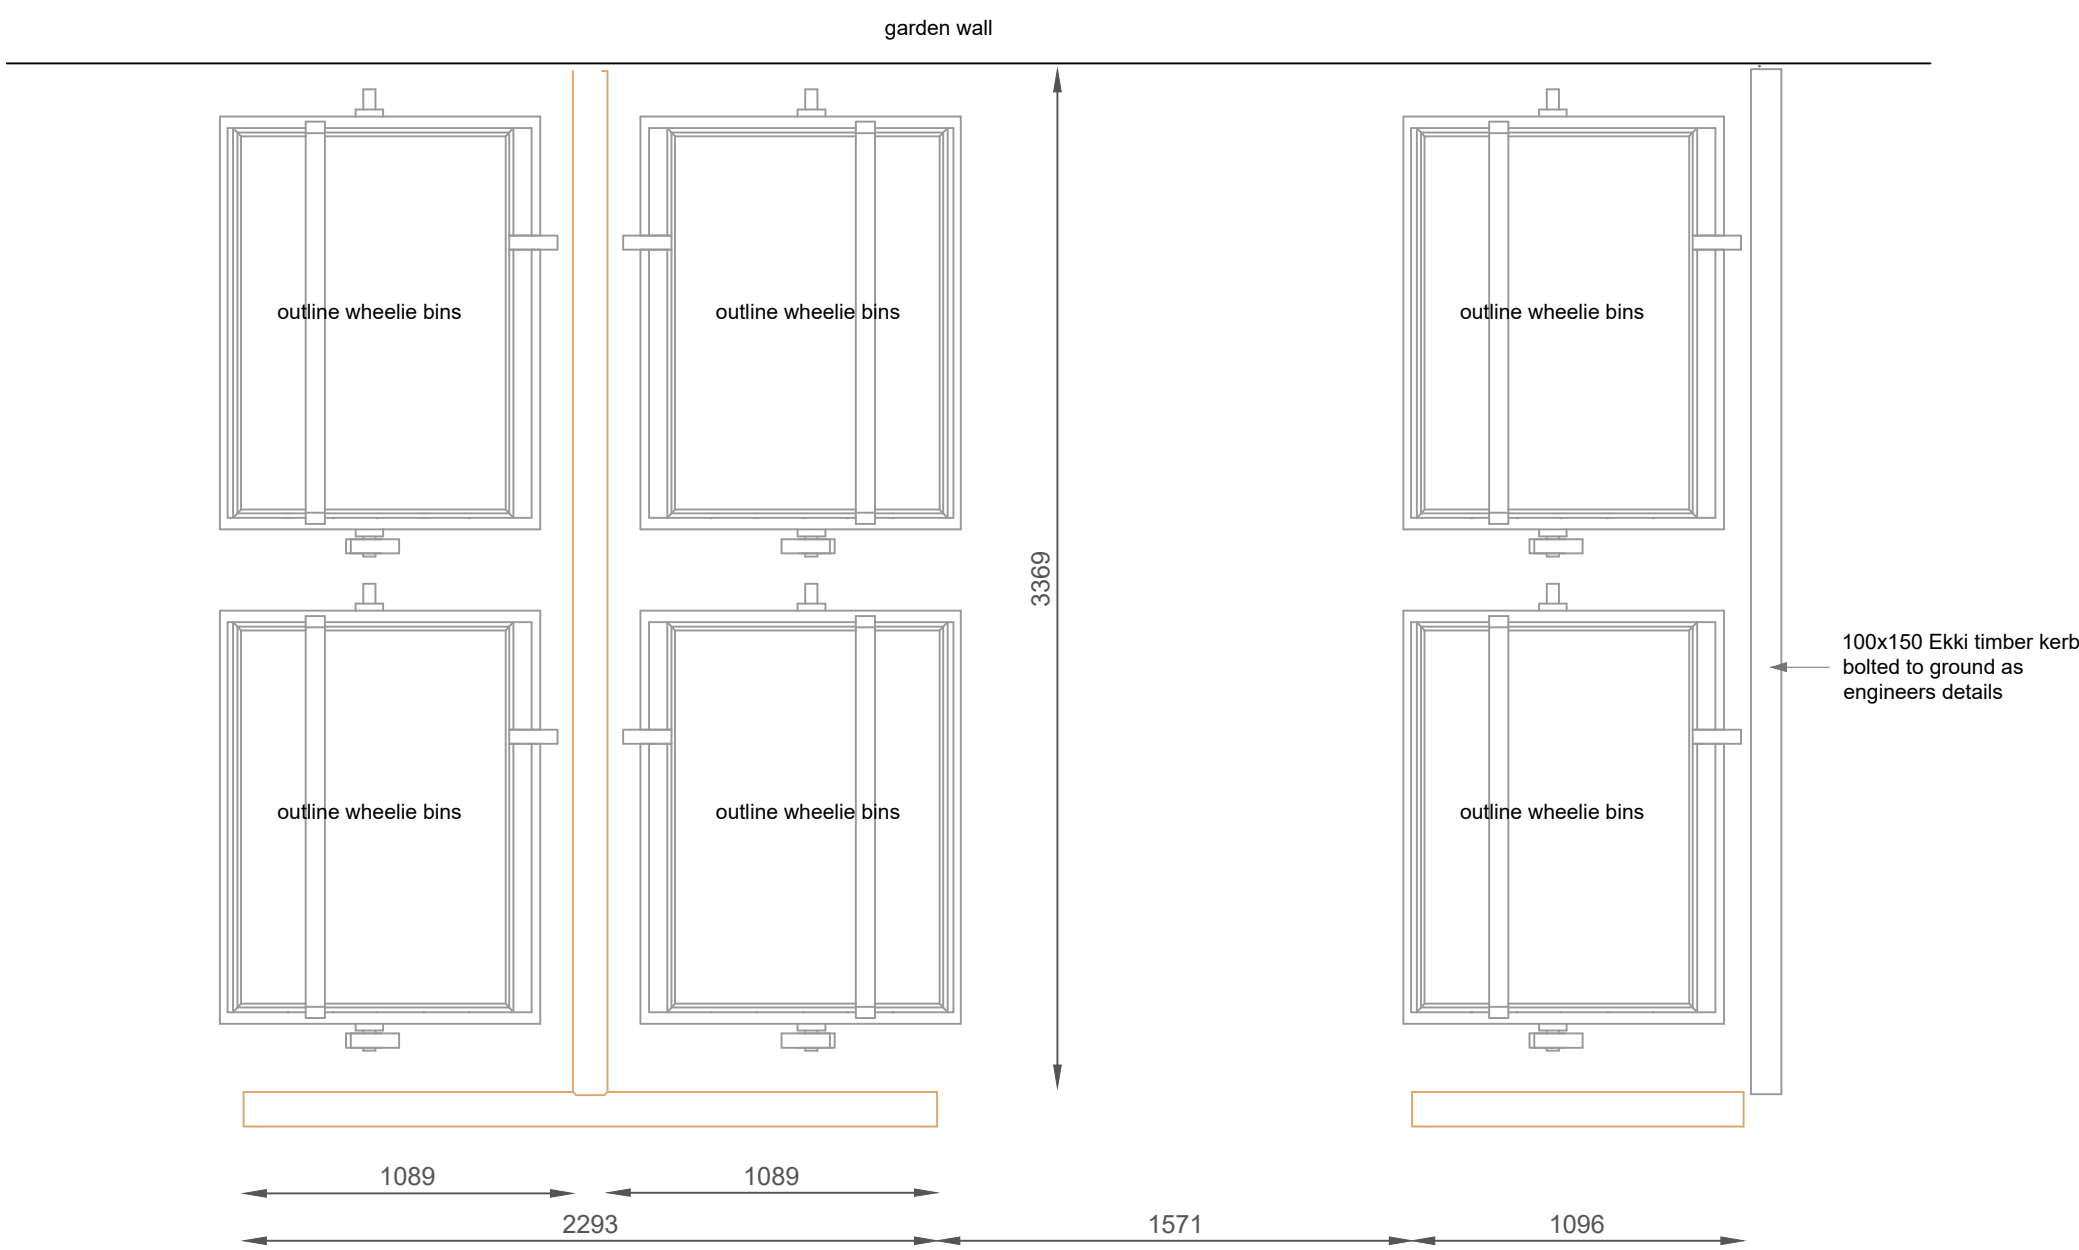 garden wall
outline wheelie bins
outline wheelie bins
outline wheelie bins
3369
100x150 Ekki timber kerb
bolted to ground as
engineers details
outline wheelie bins
outline wheelie bins
outline wheelie bins
1089
1089
2293
1571
1096